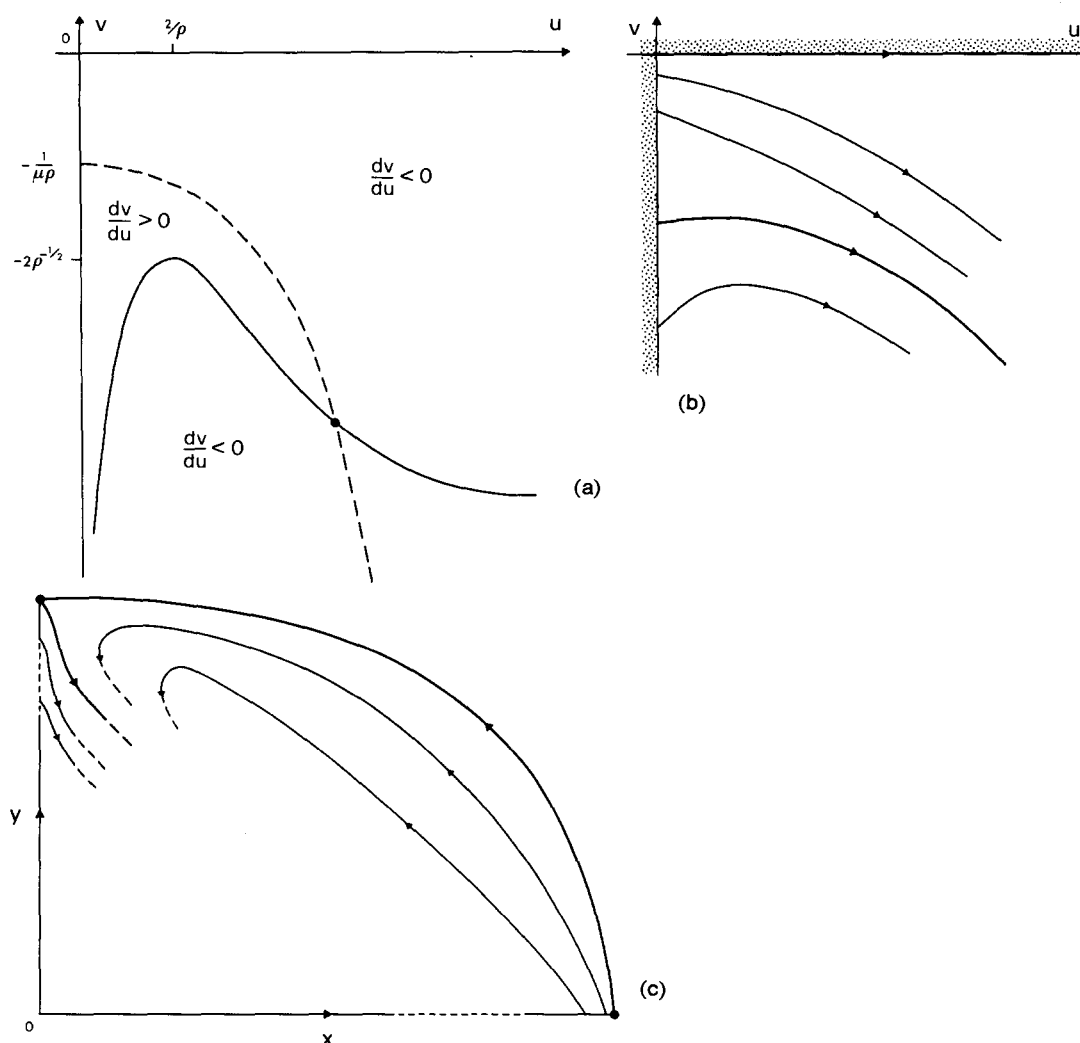 0 v 2/ρ u
-1/μρ
dv/du < 0
dv/du > 0
-2ρ^-1/2
dv/du < 0
(a)
v u
(b)
y
0 x
(c)